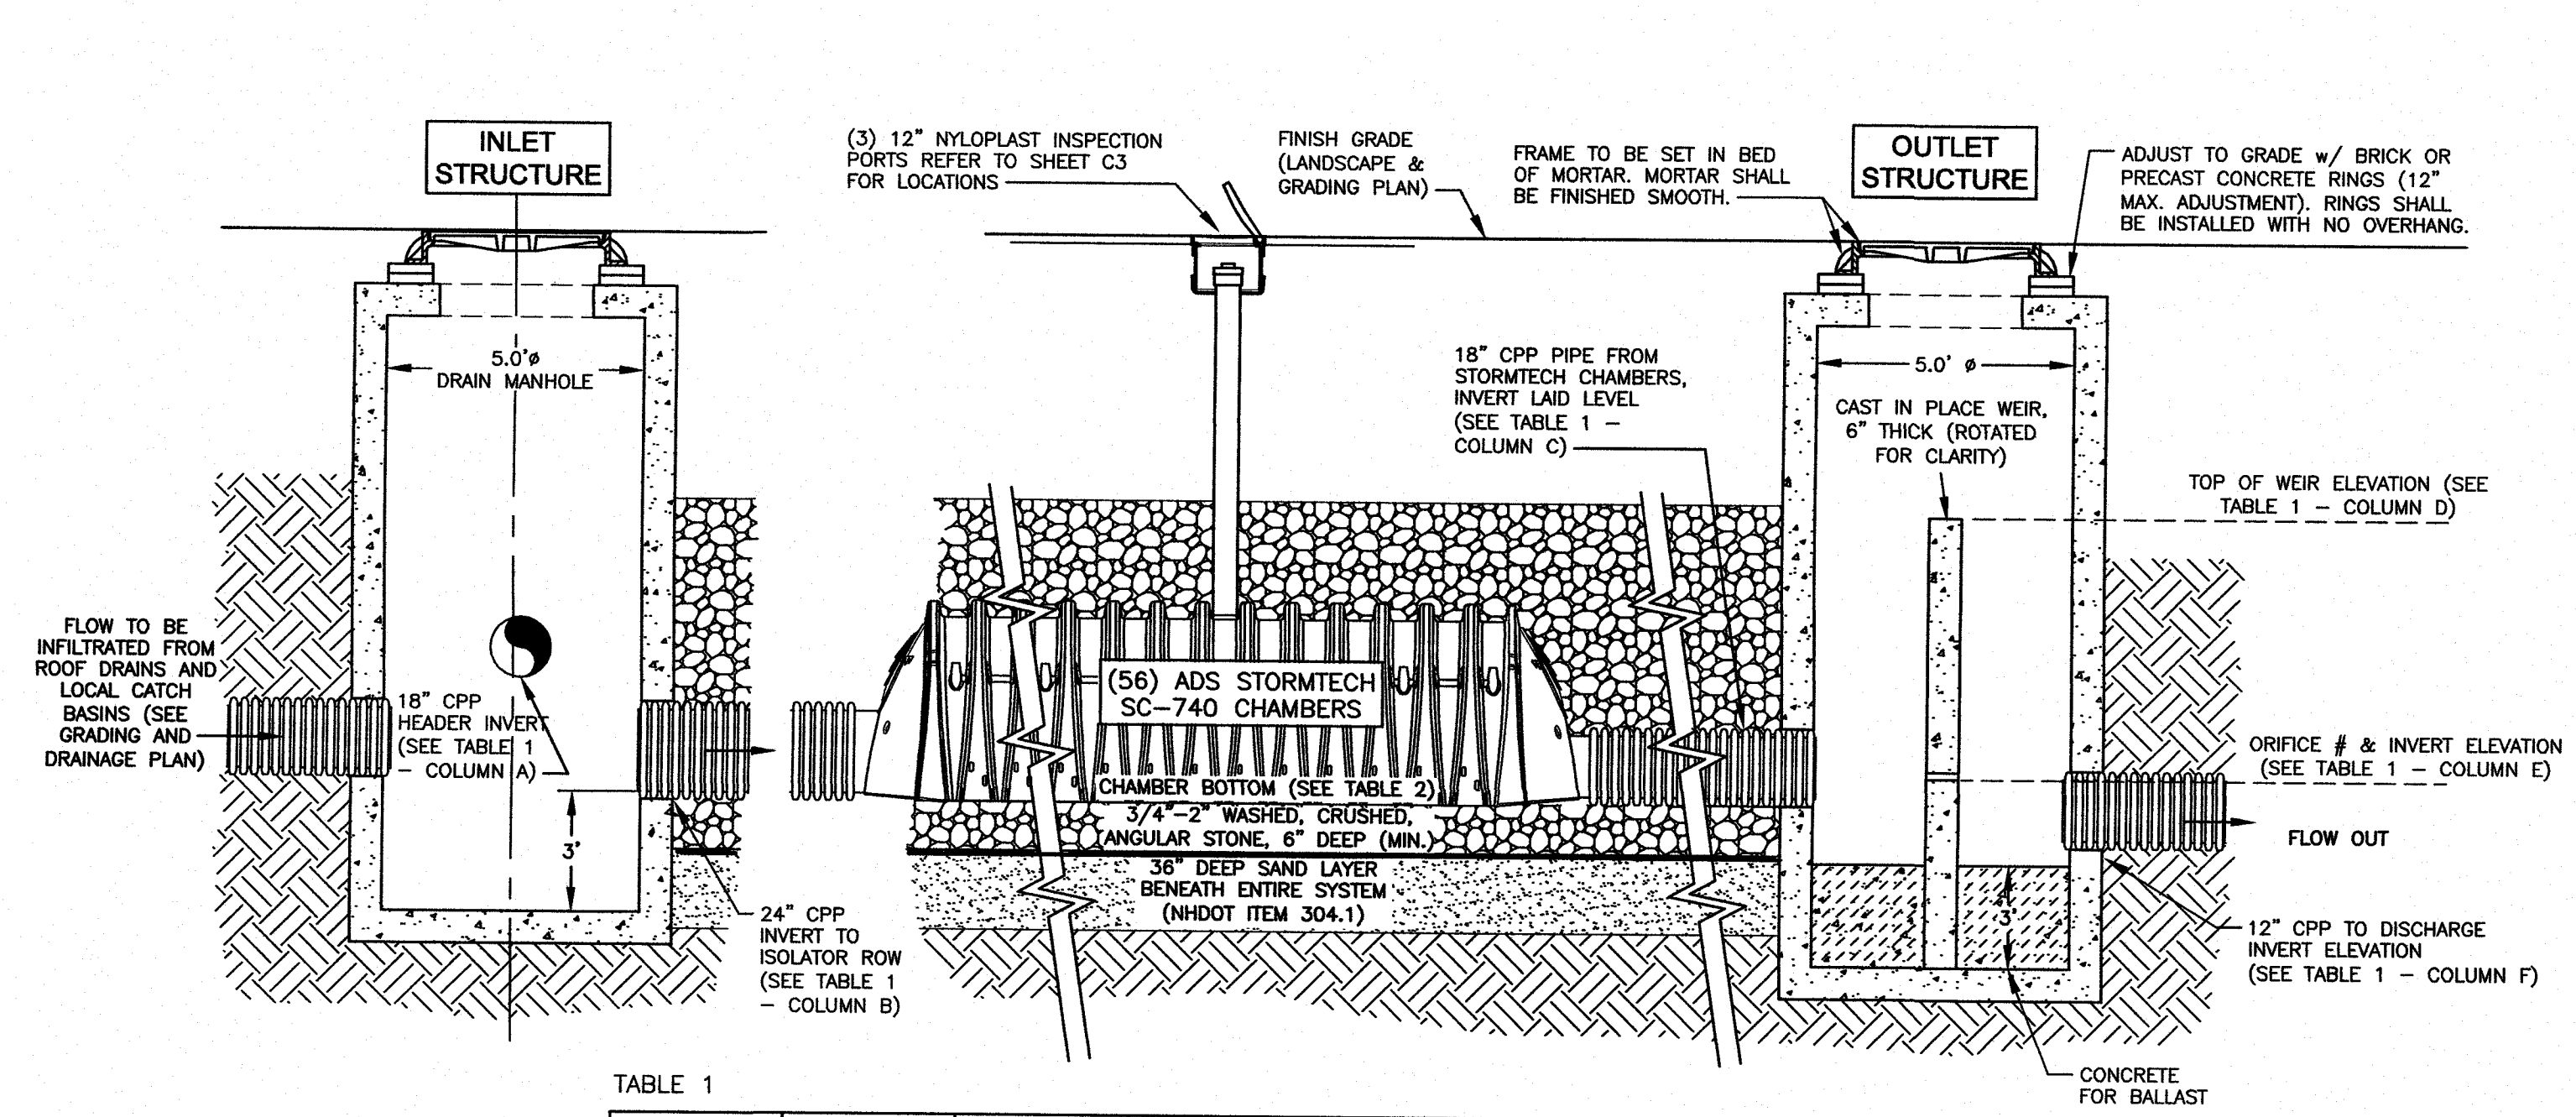 INLET
STRUCTURE
(3) 12" NYLOPLAST INSPECTION
PORTS REFER TO SHEET C3
FOR LOCATIONS
FINISH GRADE
(LANDSCAPE &
GRADING PLAN)
FRAME TO BE SET IN BED
OF MORTAR. MORTAR SHALL
BE FINISHED SMOOTH.
OUTLET
STRUCTURE
ADJUST TO GRADE w/ BRICK OR
PRECAST CONCRETE RINGS (12"
MAX. ADJUSTMENT). RINGS SHALL
BE INSTALLED WITH NO OVERHANG.
5.0'ø
DRAIN MANHOLE
18" CPP PIPE FROM
STORMTECH CHAMBERS,
INVERT LAID LEVEL
(SEE TABLE 1 –
COLUMN C)
5.0' ø
CAST IN PLACE WEIR,
6" THICK (ROTATED
FOR CLARITY)
TOP OF WEIR ELEVATION (SEE
TABLE 1 – COLUMN D)
FLOW TO BE
INFILTRATED FROM
ROOF DRAINS AND
LOCAL CATCH
BASINS (SEE
GRADING AND
DRAINAGE PLAN)
18" CPP
HEADER INVERT
(SEE TABLE 1
– COLUMN A)
3'
24" CPP
INVERT TO
ISOLATOR ROW
(SEE TABLE 1
– COLUMN B)
(56) ADS STORMTECH
SC-740 CHAMBERS
CHAMBER BOTTOM (SEE TABLE 2)
3/4"-2" WASHED, CRUSHED,
ANGULAR STONE, 6" DEEP (MIN.)
36" DEEP SAND LAYER
BENEATH ENTIRE SYSTEM
(NHDOT ITEM 304.1)
ORIFICE # & INVERT ELEVATION
(SEE TABLE 1 – COLUMN E)
FLOW OUT
3'
12" CPP TO DISCHARGE
INVERT ELEVATION
(SEE TABLE 1 – COLUMN F)
CONCRETE
FOR BALLAST
TABLE 1